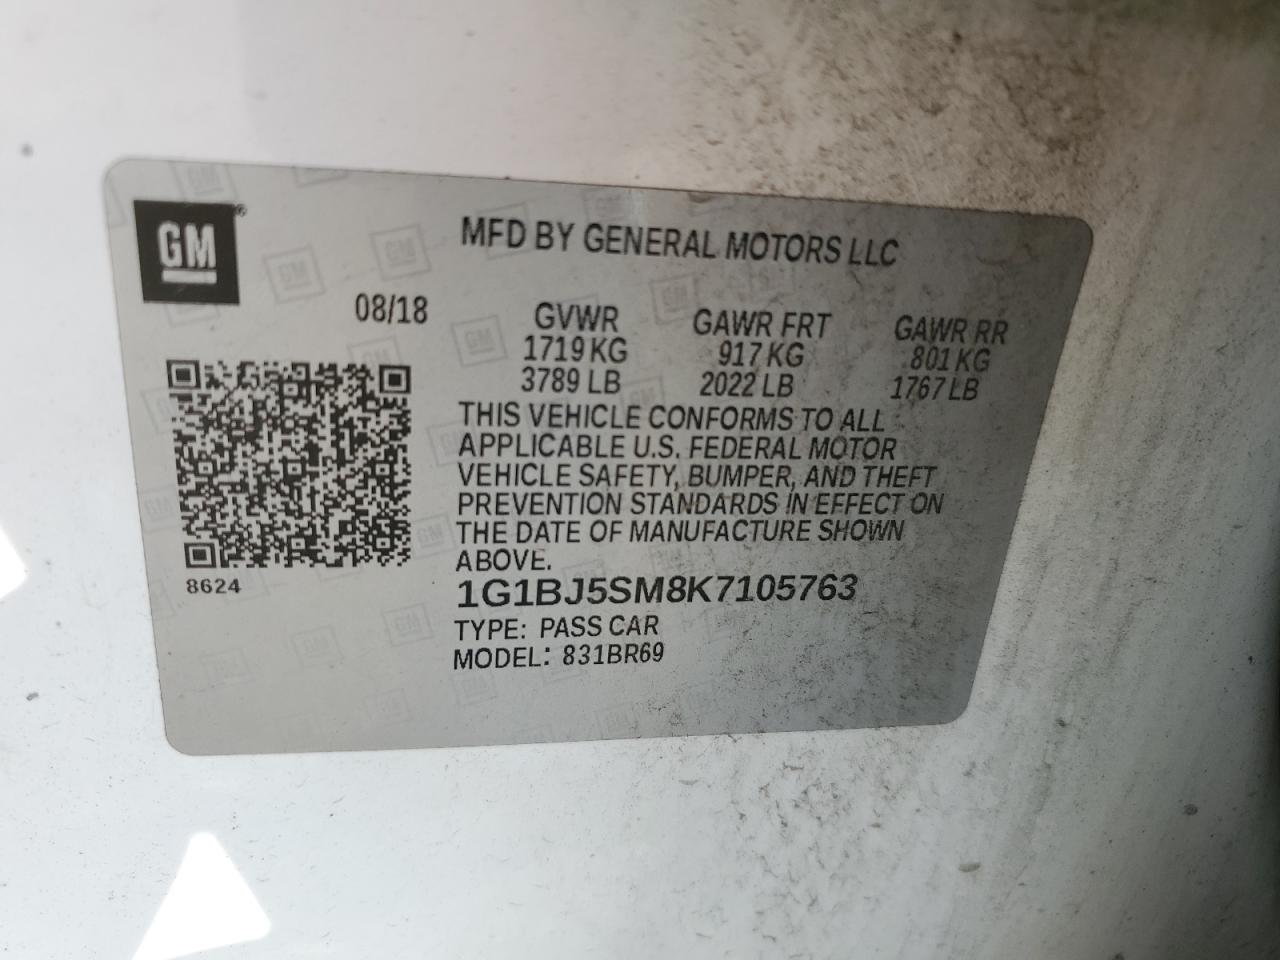 GM®
MFD BY GENERAL MOTORS LLC
08/18
GVWR GAWR FRT GAWR RR
1719 KG 917 KG 801 KG
3789 LB 2022 LB 1767 LB
THIS VEHICLE CONFORMS TO ALL
APPLICABLE U.S. FEDERAL MOTOR
VEHICLE SAFETY, BUMPER, AND THEFT
PREVENTION STANDARDS IN EFFECT ON
THE DATE OF MANUFACTURE SHOWN
ABOVE.
8624
1G1BJ5SM8K7105763
TYPE: PASS CAR
MODEL: 831BR69